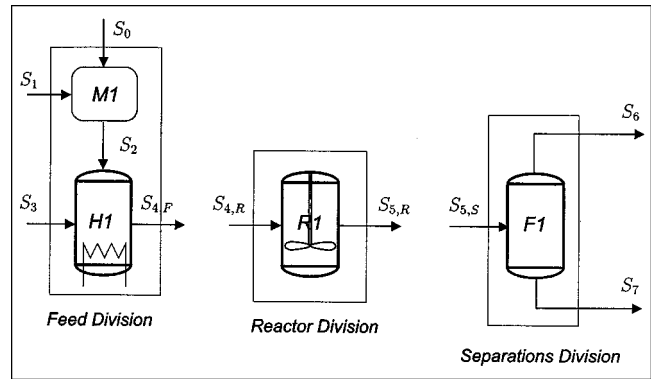 S0
S1
M1
S2
S3
H1
S4,F
Feed Division
S4,R
R1
S5,R
Reactor Division
S6
S5,S
F1
S7
Separations Division